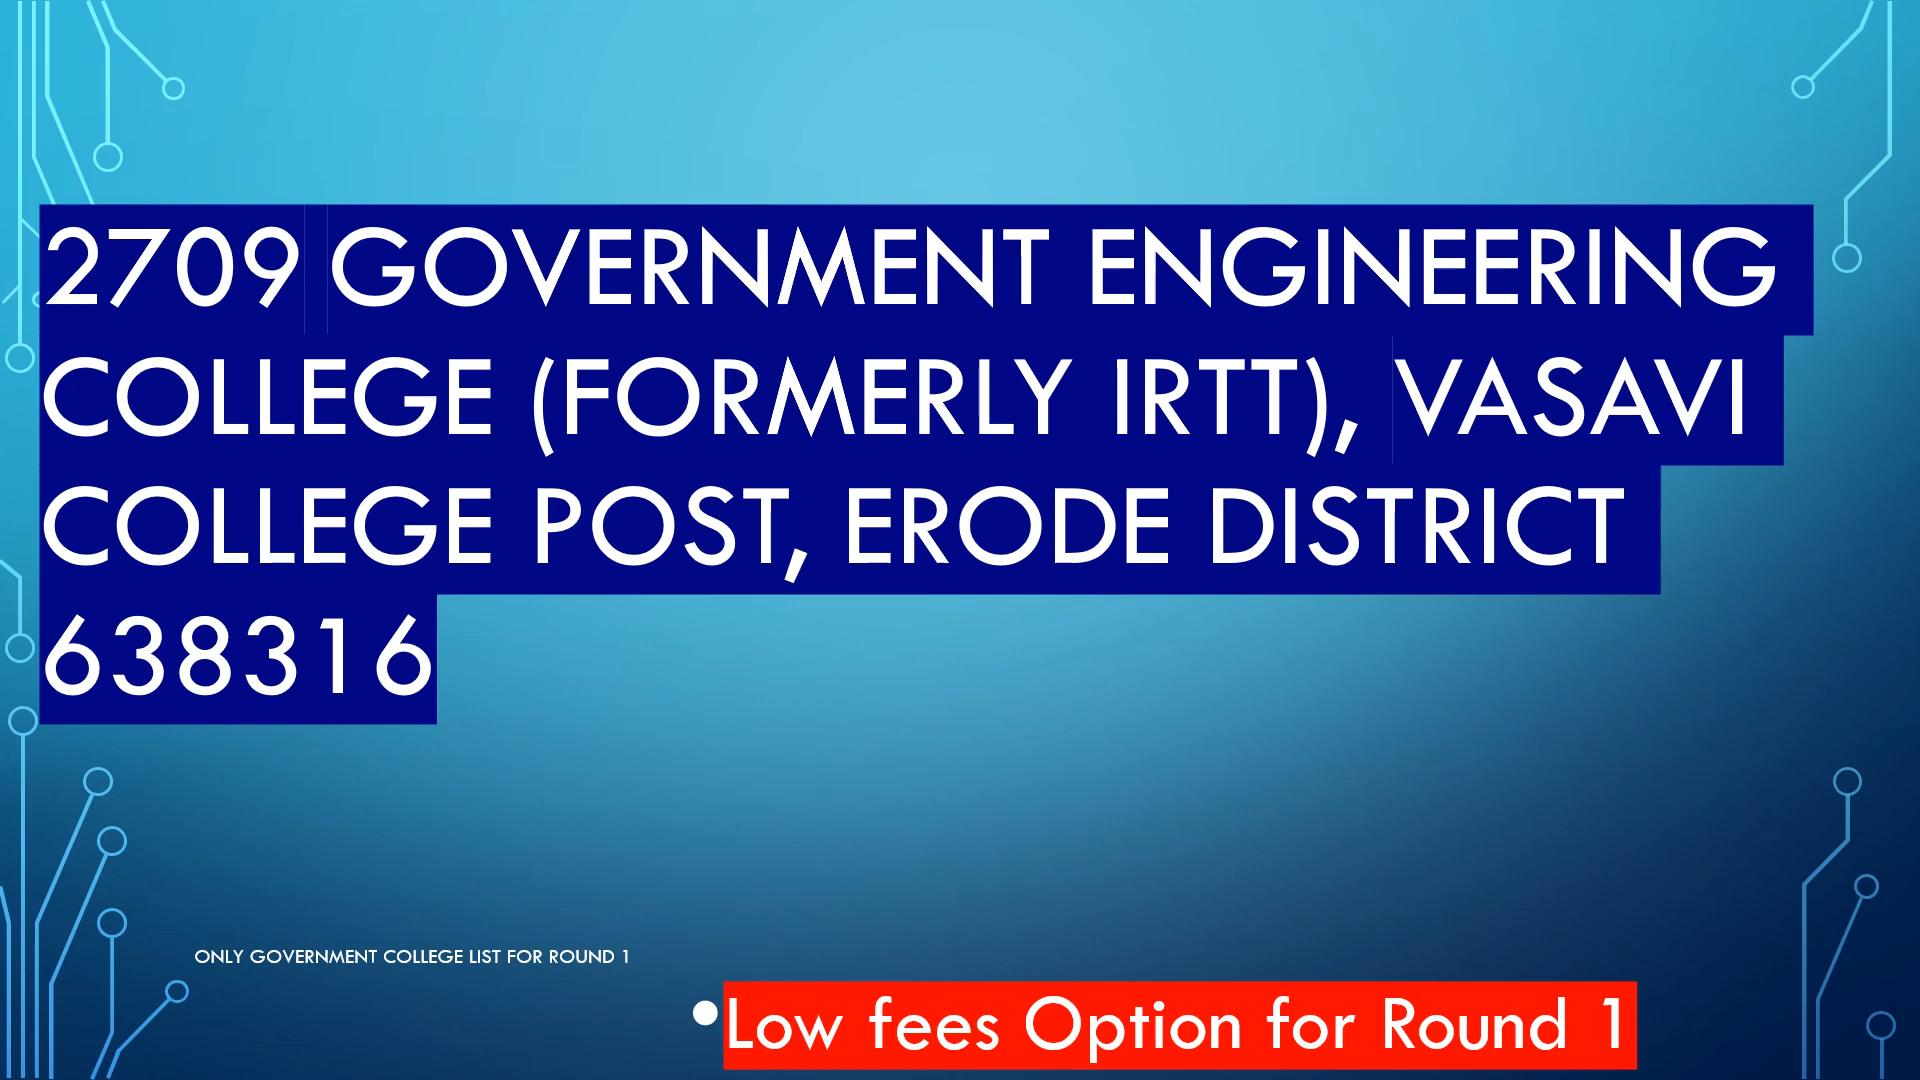 2709 GOVERNMENT ENGINEERING
COLLEGE (FORMERLY IRTT), VASAVI
COLLEGE POST, ERODE DISTRICT
638316
ONLY GOVERNMENT COLLEGE LIST FOR ROUND 1
•Low fees Option for Round 1